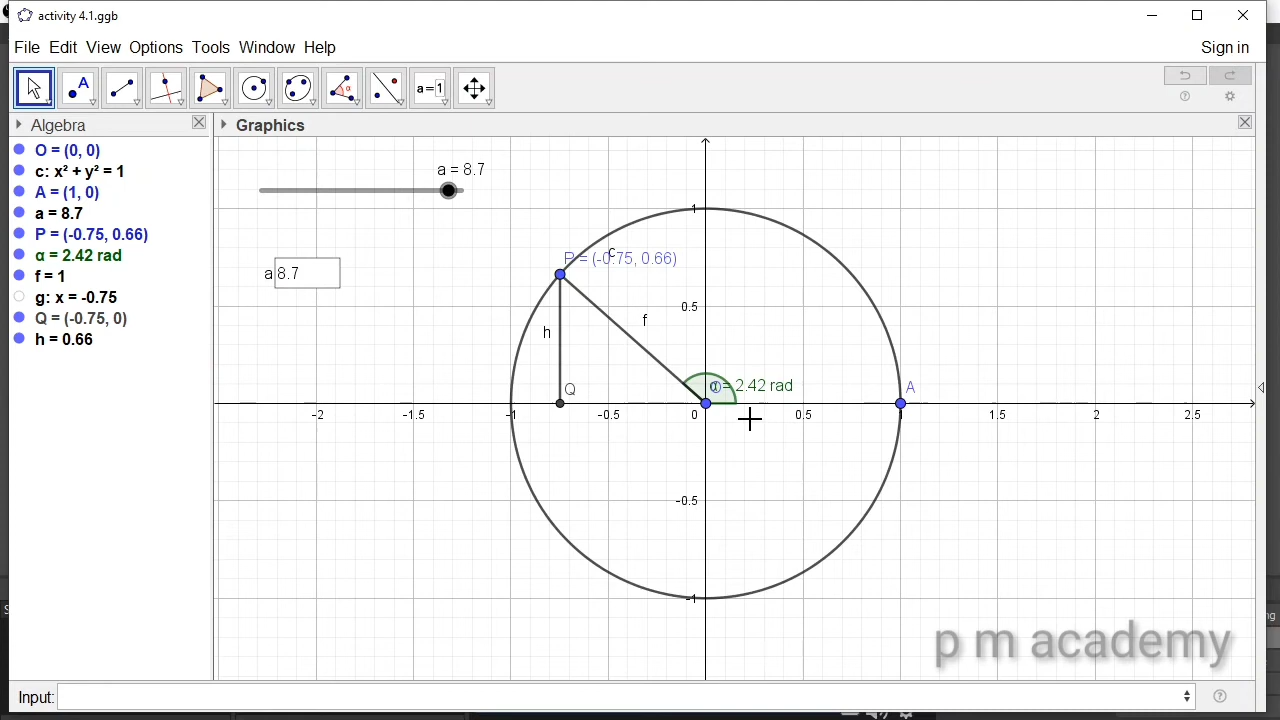 activity 4.1.ggb
File Edit View Options Tools Window Help
Sign in
A
α
a=1
Algebra
Graphics
O = (0, 0)
c: x² + y² = 1
A = (1, 0)
a = 8.7
P = (-0.75, 0.66)
α = 2.42 rad
f = 1
g: x = -0.75
Q = (-0.75, 0)
h = 0.66
a = 8.7
a 8.7
1
c
P = (-0.75, 0.66)
0.5
f
h
Q
α = 2.42 rad
A
-2 -1.5 -1 -0.5 0 0.5 1 1.5 2 2.5
-0.5
-1
p m academy
Input: